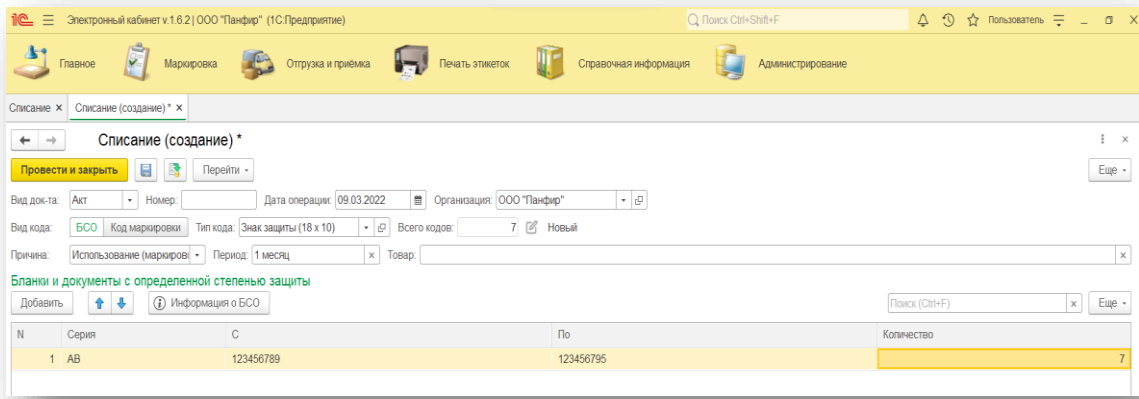 1С Электронный кабинет v.1.6.2 | ООО "Панфир" (1С:Предприятие) Поиск Ctrl+Shift+F Пользователь
Главное Маркировка Отгрузка и приёмка Печать этикеток Справочная информация Администрирование
Списание × Списание (создание) * ×
Списание (создание) *
Провести и закрыть Перейти Еще
Вид док-та: Акт Номер: Дата операции: 09.03.2022 Организация: ООО "Панфир"
Вид кода: БСО Код маркировки Тип кода: Знак защиты (18 х 10) Всего кодов: 7 Новый
Причина: Использование (маркиров Период: 1 месяц × Товар: ×
Бланки и документы с определенной степенью защиты
Добавить Информация о БСО Поиск (Ctrl+F) × Еще
N Серия С По Количество
1 АВ 123456789 123456795 7